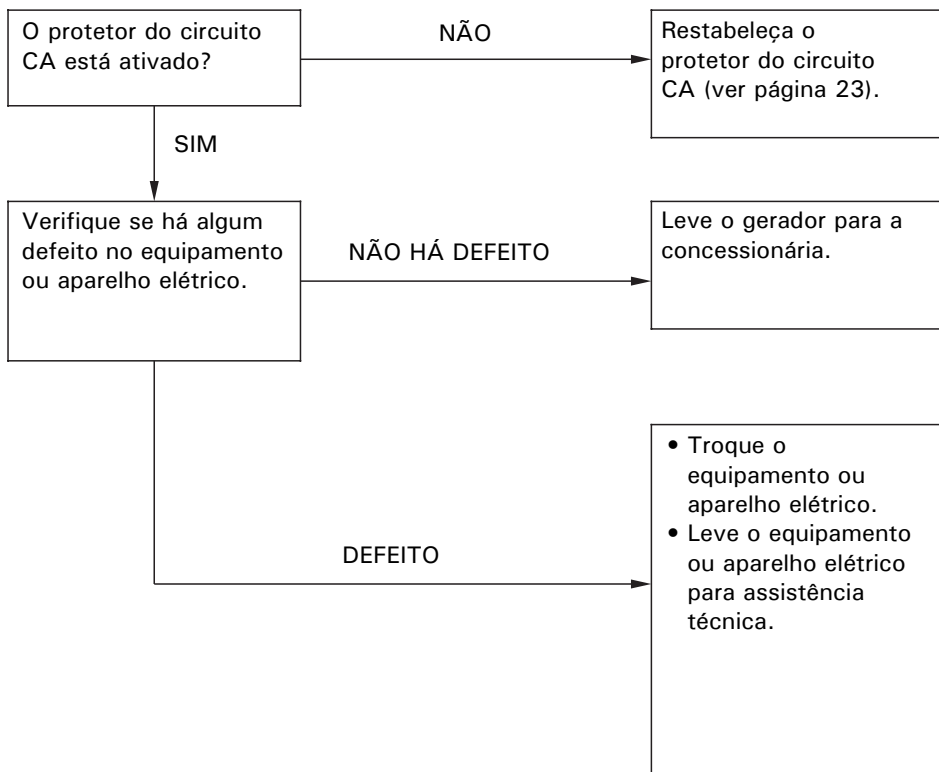 O protetor do circuito
CA está ativado?
NÃO
Restabeleça o
protetor do circuito
CA (ver página 23).
SIM
Verifique se há algum
defeito no equipamento
ou aparelho elétrico.
NÃO HÁ DEFEITO
Leve o gerador para a
concessionária.
DEFEITO
• Troque o
equipamento ou
aparelho elétrico.
• Leve o equipamento
ou aparelho elétrico
para assistência
técnica.